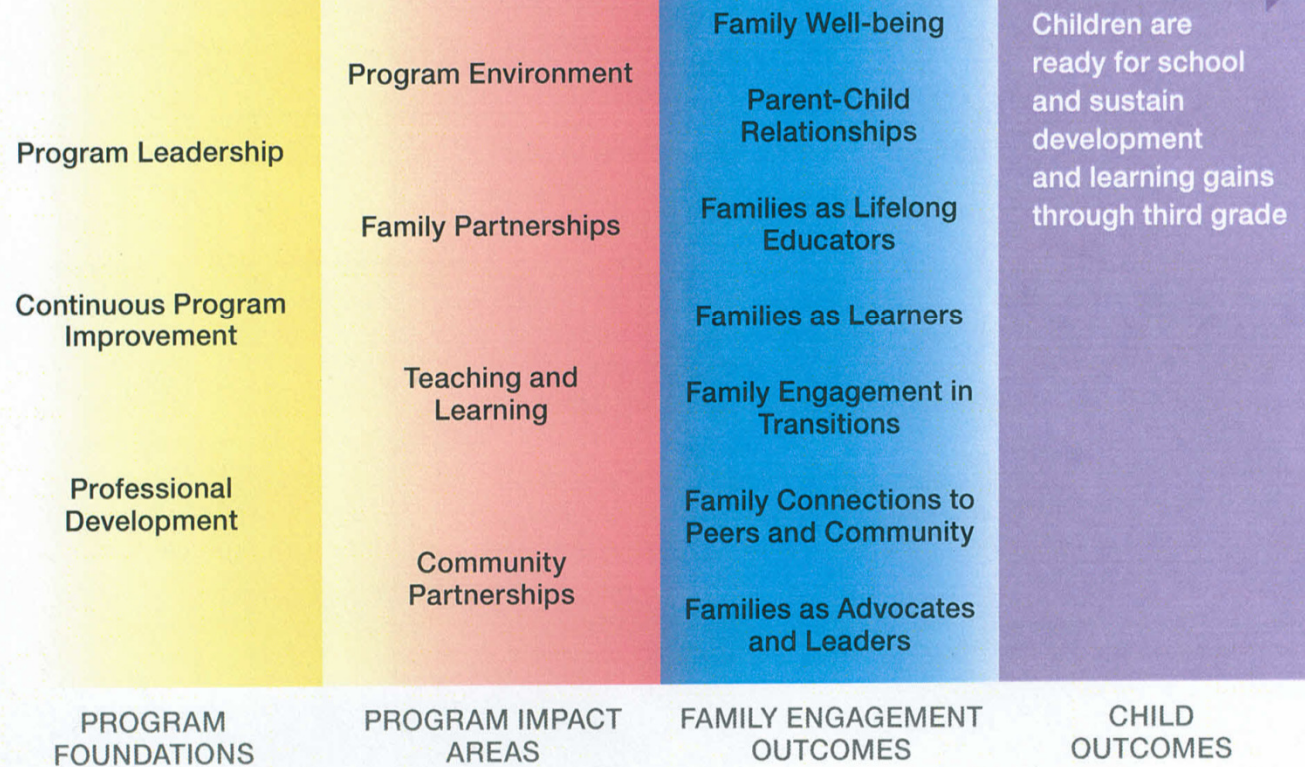 Program Leadership
Continuous Program
Improvement
Professional
Development
PROGRAM
FOUNDATIONS
Program Environment
Family Partnerships
Teaching and
Learning
Community
Partnerships
PROGRAM IMPACT
AREAS
Family Well-being
Parent-Child
Relationships
Families as Lifelong
Educators
Families as Learners
Family Engagement in
Transitions
Family Connections to
Peers and Community
Families as Advocates
and Leaders
FAMILY ENGAGEMENT
OUTCOMES
Children are
ready for school
and sustain
development
and learning gains
through third grade
CHILD
OUTCOMES